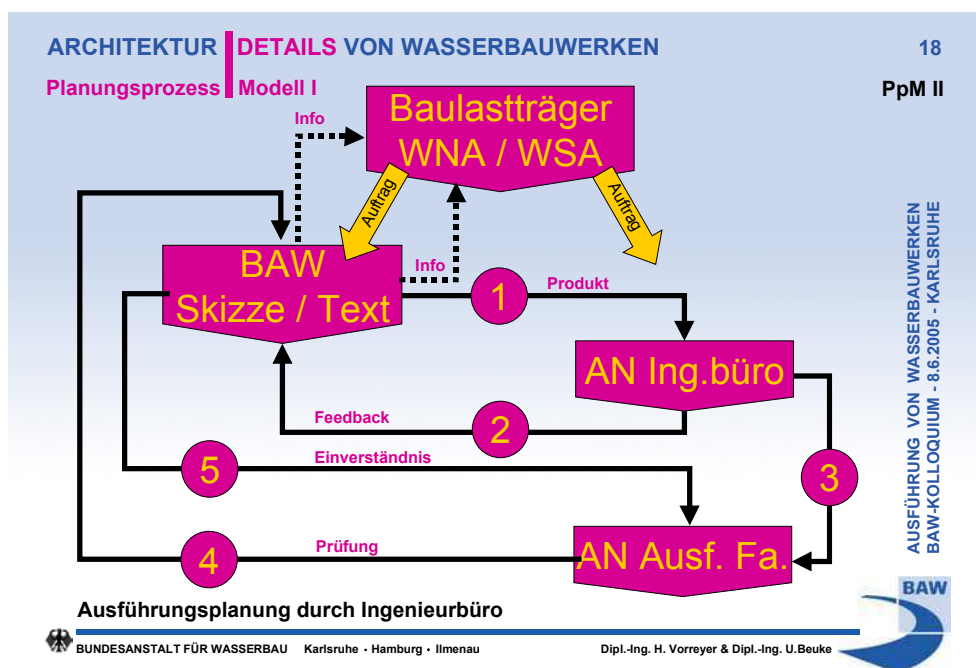 ARCHITEKTUR DETAILS VON WASSERBAUWERKEN 18
Planungsprozess Modell I PpM II
Info
Baulastträger
WNA / WSA
Auftrag
Auftrag
BAW
Skizze / Text
Info
1
Produkt
AN Ing.büro
Feedback
2
Einverständnis
5
3
Prüfung
4
AN Ausf. Fa.
AUSFÜHRUNG VON WASSERBAUWERKEN
BAW-KOLLOQUIUM - 8.6.2005 - KARLSRUHE
Ausführungsplanung durch Ingenieurbüro
BAW
BUNDESANSTALT FÜR WASSERBAU Karlsruhe • Hamburg • Ilmenau Dipl.-Ing. H. Vorreyer & Dipl.-Ing. U.Beuke